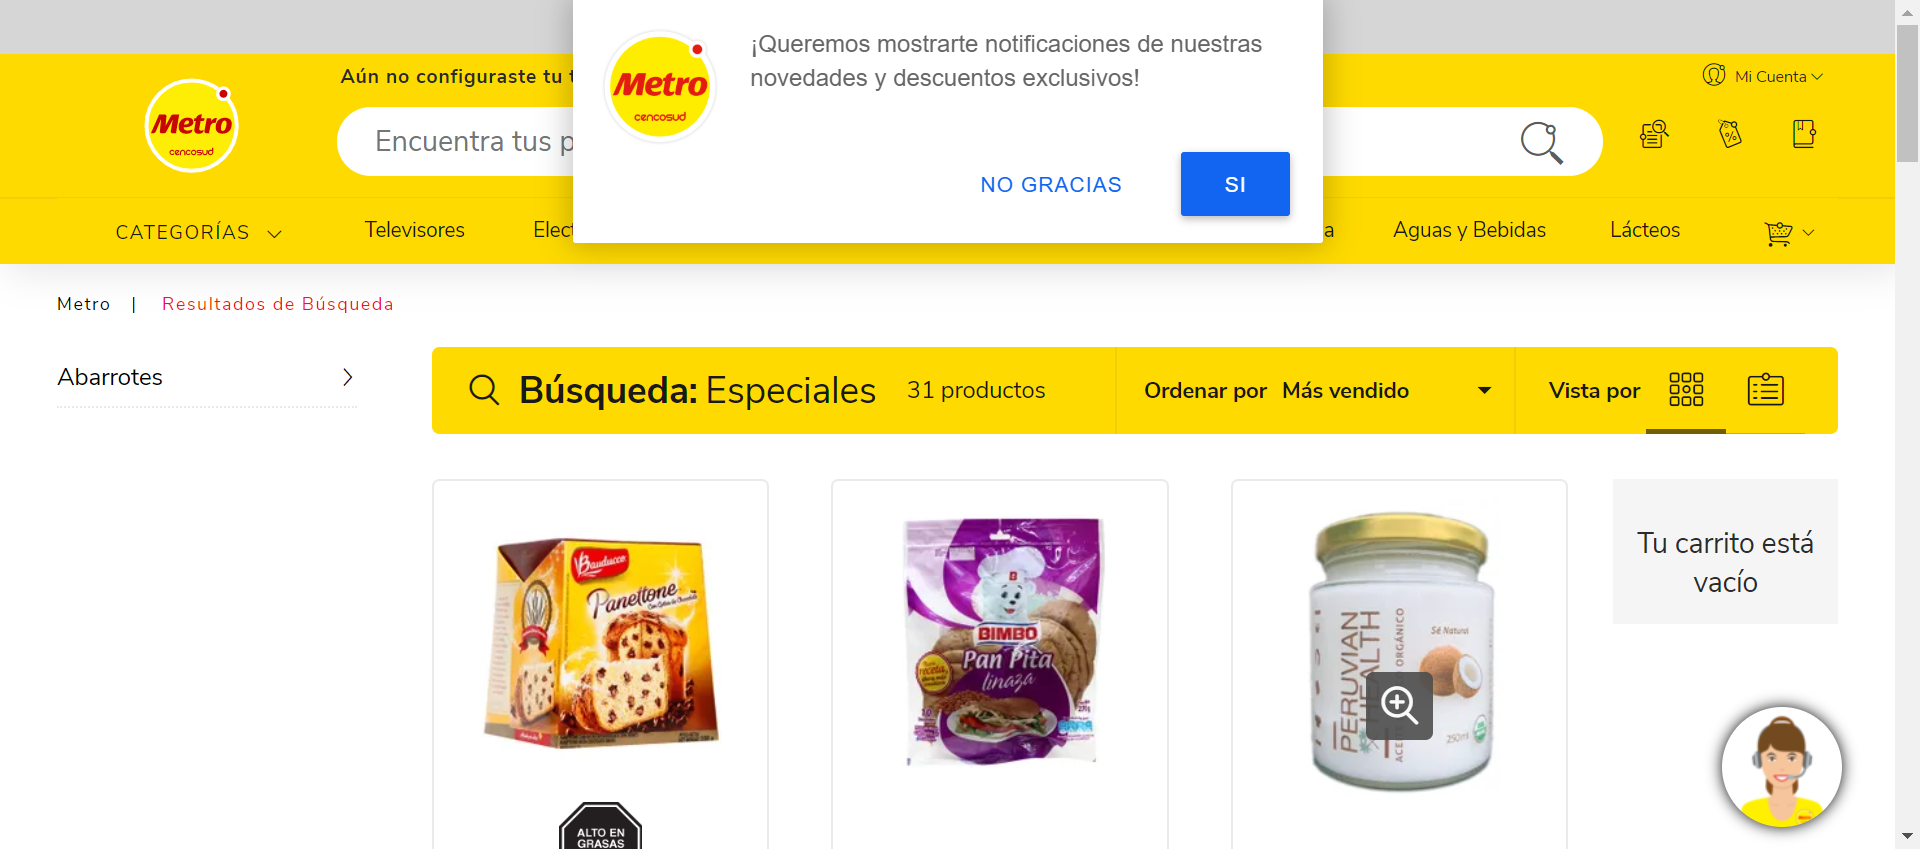 ¡Queremos mostrarte notificaciones de nuestras
novedades y descuentos exclusivos!
NO GRACIAS
SI
Metro
cencosud
Aún no configuraste tu
Mi Cuenta
Metro
cencosud
Encuentra tus
CATEGORÍAS
Televisores
Aguas y Bebidas
Lácteos
Metro | Resultados de Búsqueda
Abarrotes
Búsqueda: Especiales
31 productos
Ordenar por Más vendido
Vista por
Bauducco
Panettone
ALTO EN
GRASAS
BIMBO
Pan Pita
linaza
Sé Natural
PERUVIAN
HEALTH
ORGÁNICO
250ml
Tu carrito está
vacío